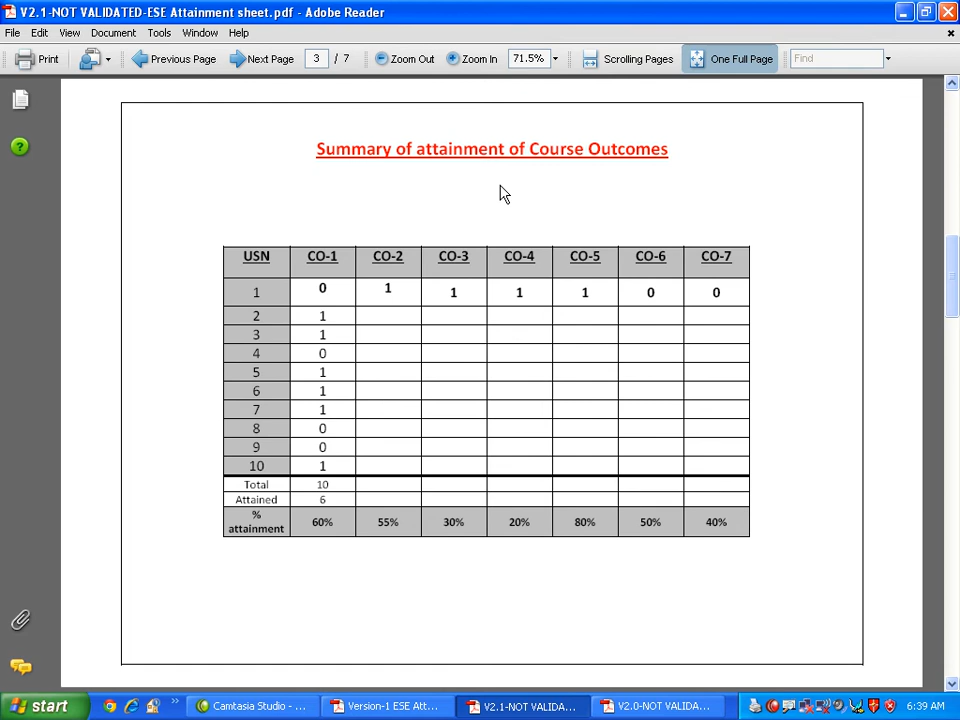 V2.1-NOT VALIDATED-ESE Attainment sheet.pdf - Adobe Reader
File Edit View Document Tools Window Help
Print Previous Page Next Page 3 / 7 Zoom Out Zoom In 71.5% Scrolling Pages One Full Page Find
Summary of attainment of Course Outcomes
USN CO-1 CO-2 CO-3 CO-4 CO-5 CO-6 CO-7
1 0 1 1 1 1 0 0
2 1
3 1
4 0
5 1
6 1
7 1
8 0
9 0
10 1
Total 10
Attained 6
% attainment 60% 55% 30% 20% 80% 50% 40%
start Camtasia Studio - ... Version-1 ESE Att... V2.1-NOT VALIDA... V2.0-NOT VALIDA... 6:39 AM